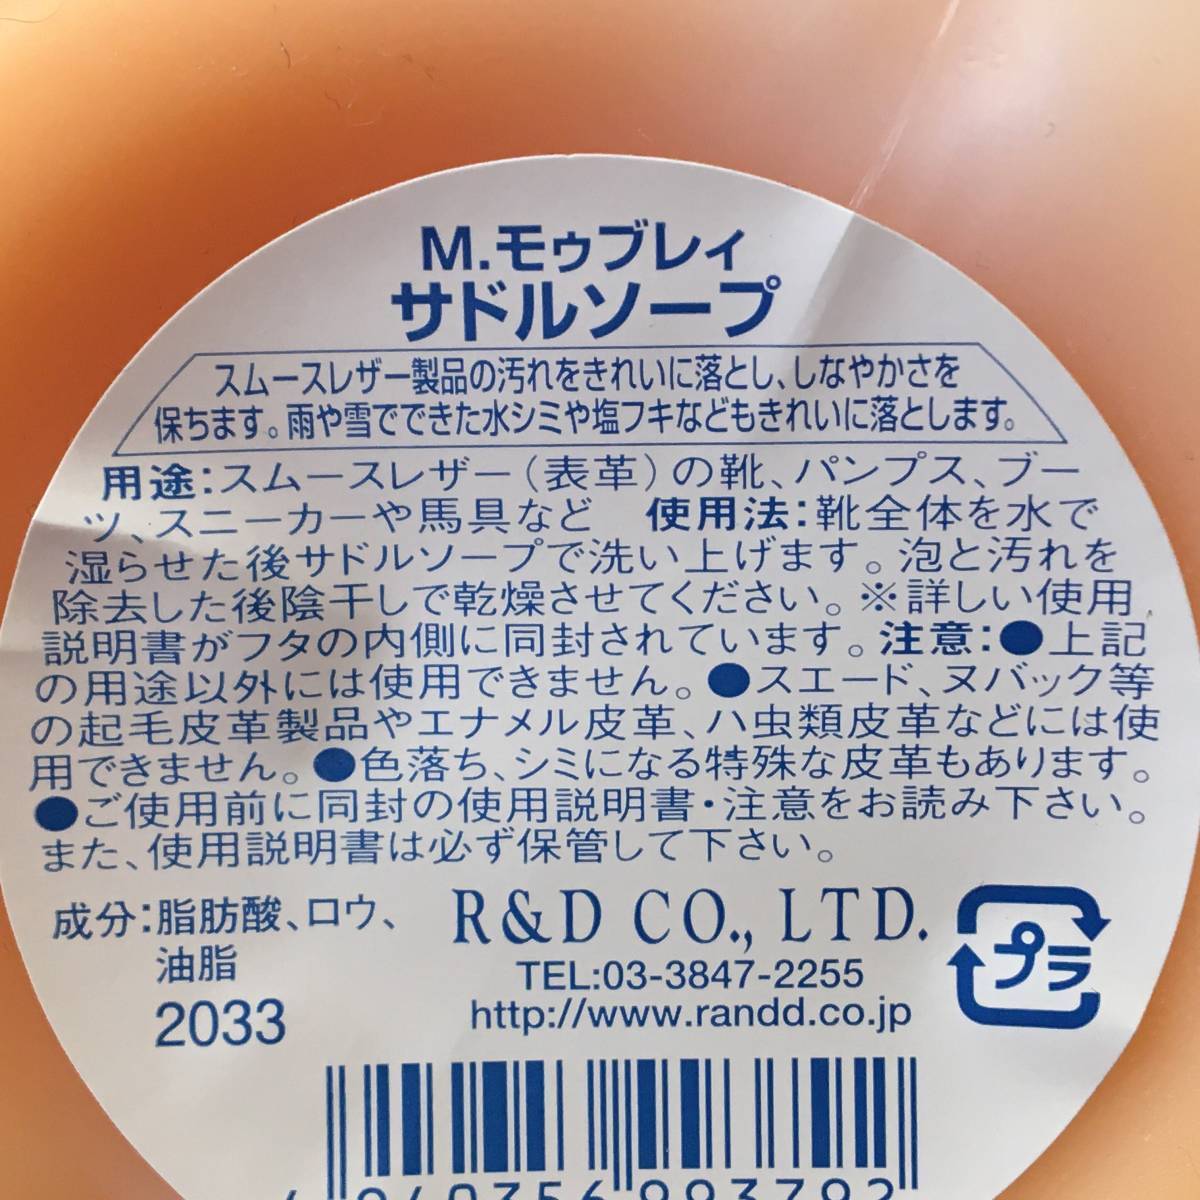 M.モゥブレィ
サドルソープ
スムースレザー製品の汚れをきれいに落とし、しなやかさを
保ちます。雨や雪でできた水シミや塩フキなどもきれいに落とします。
用途:スムースレザー(表革)の靴、パンプス、ブー
ツ、スニーカーや馬具など 使用法:靴全体を水で
湿らせた後サドルソープで洗い上げます。泡と汚れを
除去した後陰干しで乾燥させてください。※詳しい使用
説明書がフタの内側に同封されています。注意:●上記
の用途以外には使用できません。●スエード、ヌバック等
の起毛皮革製品やエナメル皮革、ハ虫類皮革などには使
用できません。●色落ち、シミになる特殊な皮革もあります。
●ご使用前に同封の使用説明書・注意をお読み下さい。
また、使用説明書は必ず保管して下さい。
成分:脂肪酸、ロウ、
油脂
2033
R&D CO., LTD.
TEL:03-3847-2255
http://www.randd.co.jp
プラ